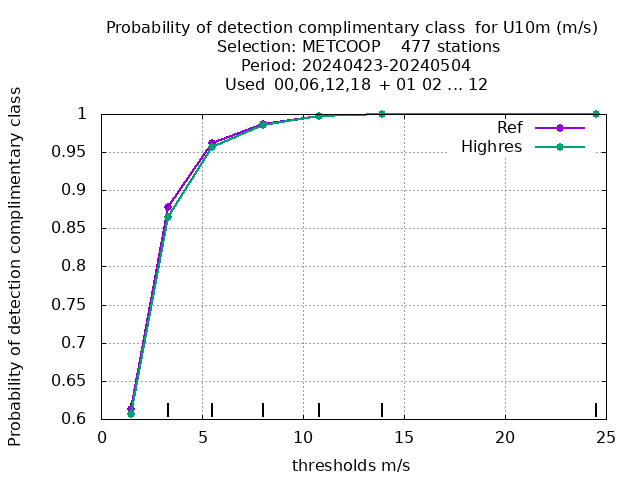 Probability of detection complimentary class  for U10m (m/s)
Selection: METCOOP    477 stations
Period: 20240423-20240504
Used  00,06,12,18 + 01 02 ... 12
Probability of detection complimentary class
1
0.95
0.9
0.85
0.8
0.75
0.7
0.65
0.6
Ref
Highres
0 5 10 15 20 25
thresholds m/s